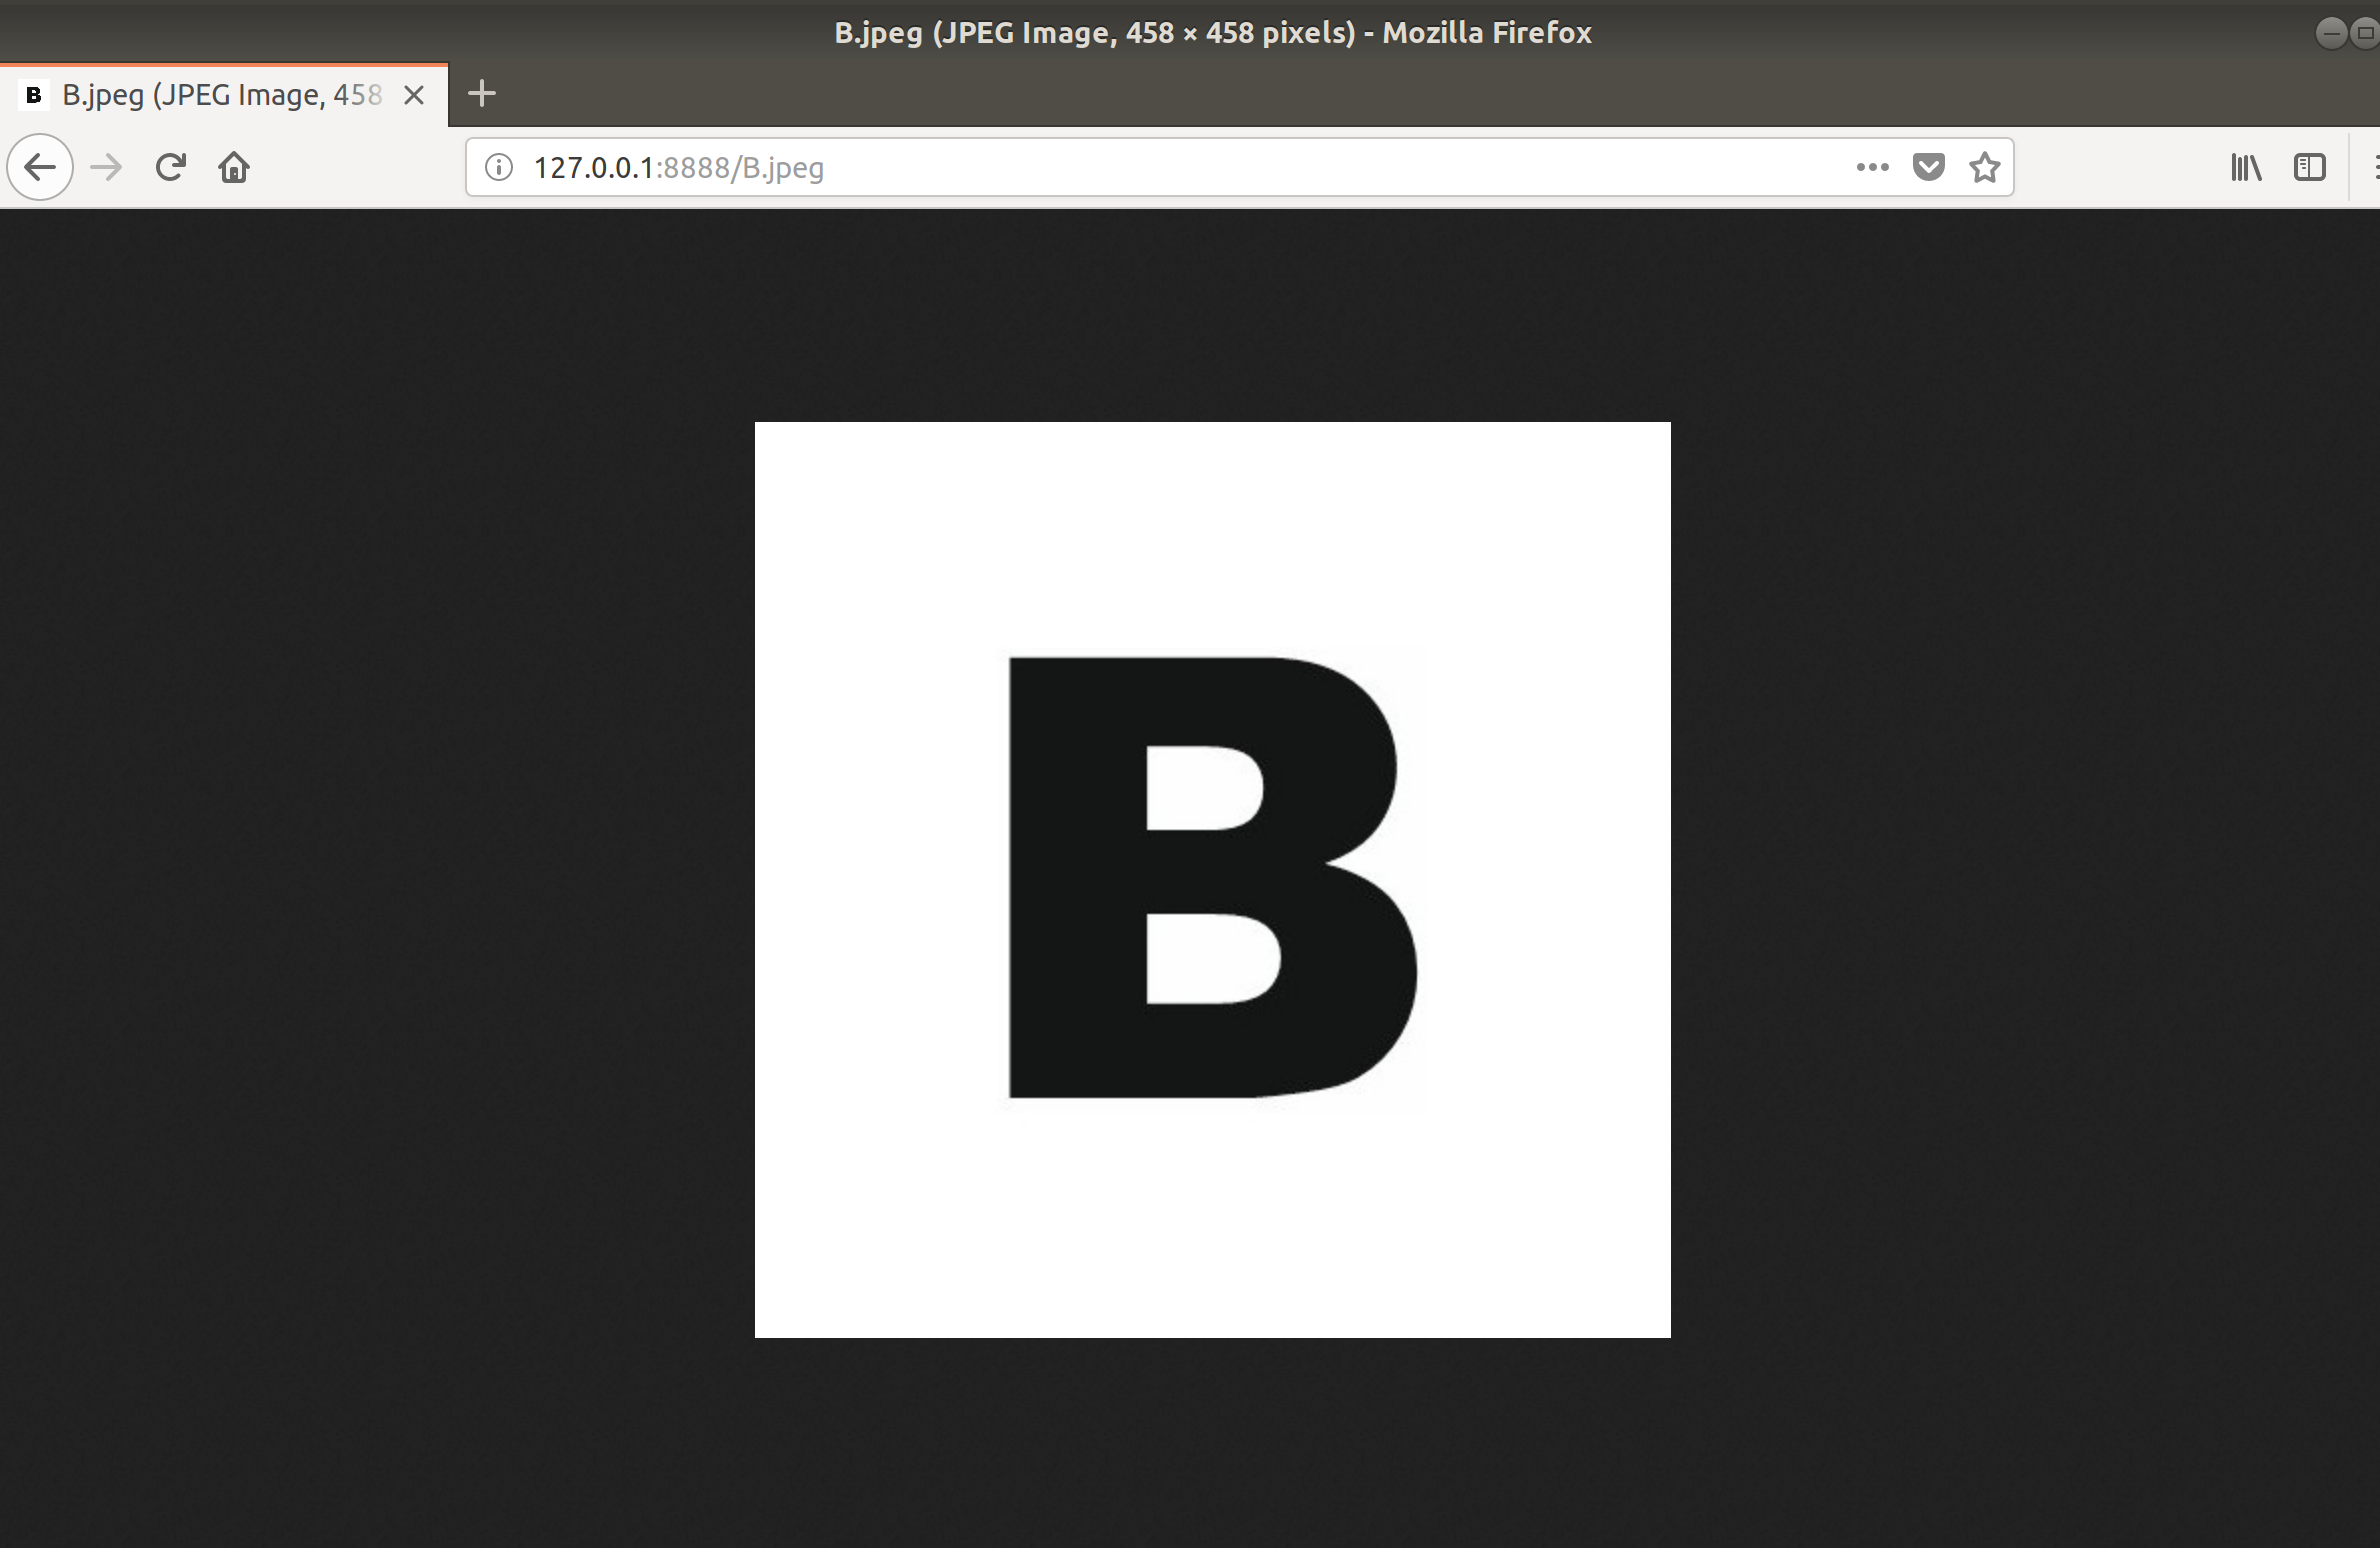 B.jpeg (JPEG Image, 458 × 458 pixels) - Mozilla Firefox
B B.jpeg (JPEG Image, 458
127.0.0.1:8888/B.jpeg
B